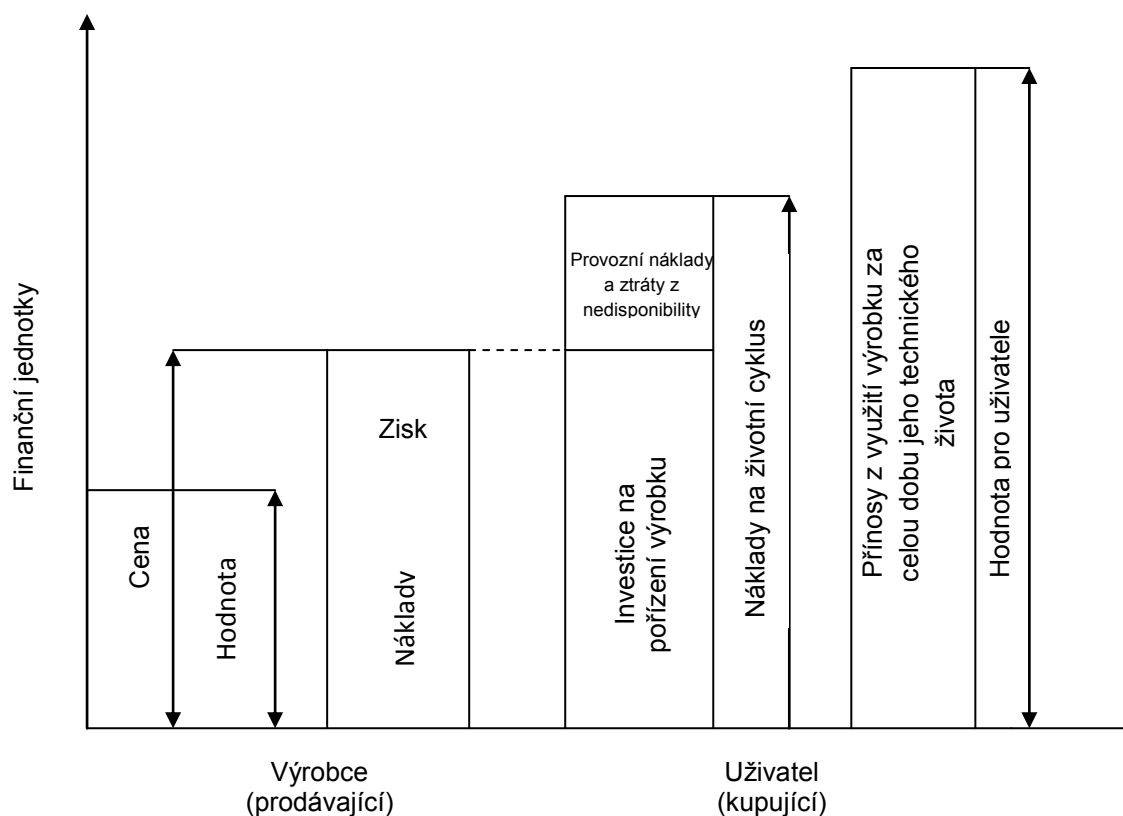 Finanční jednotky
Cena
Hodnota
Zisk
Náklady
Provozní náklady
a ztráty z
nedisponibility
Investice na
pořízení výrobku
Náklady na životní cyklus
Přínosy z využití výrobku za
celou dobu jeho technického
života
Hodnota pro uživatele
Výrobce
(prodávající)
Uživatel
(kupující)